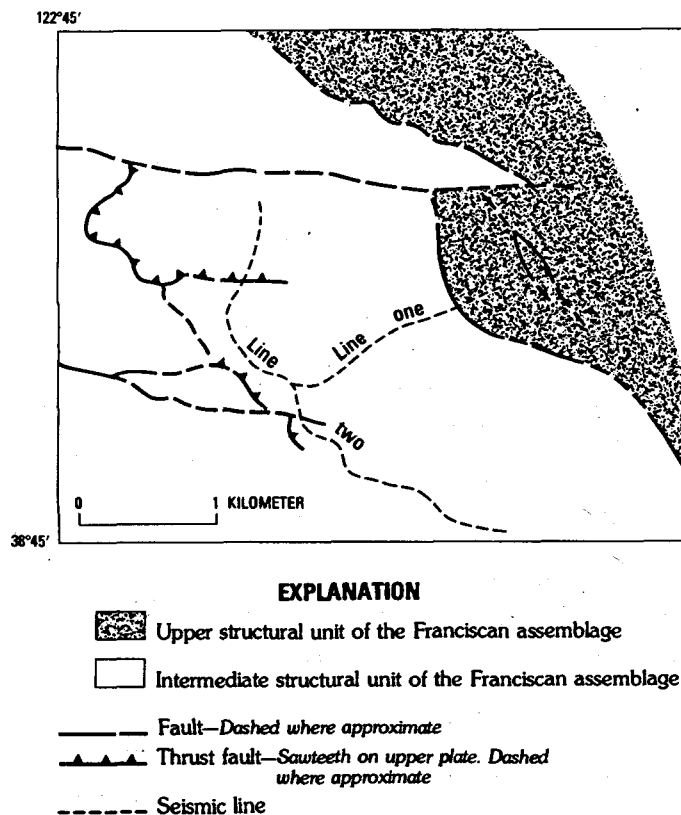 122°45'
Line
Line one
two
0 1 KILOMETER
38°45'
EXPLANATION
Upper structural unit of the Franciscan assemblage
Intermediate structural unit of the Franciscan assemblage
Fault—Dashed where approximate
Thrust fault—Sawteeth on upper plate. Dashed
where approximate
Seismic line